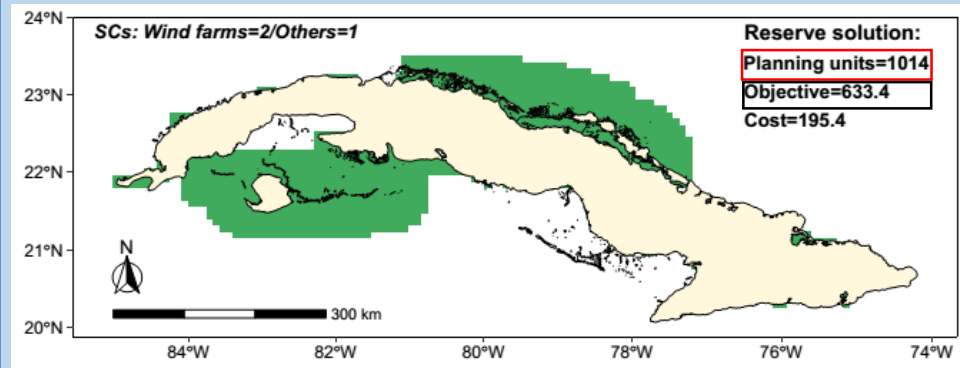 24°N
SCs: Wind farms=2/Others=1
Reserve solution:
Planning units=1014
Objective=633.4
Cost=195.4
23°N
22°N
21°N
20°N
N
300 km
84°W
82°W
80°W
78°W
76°W
74°W